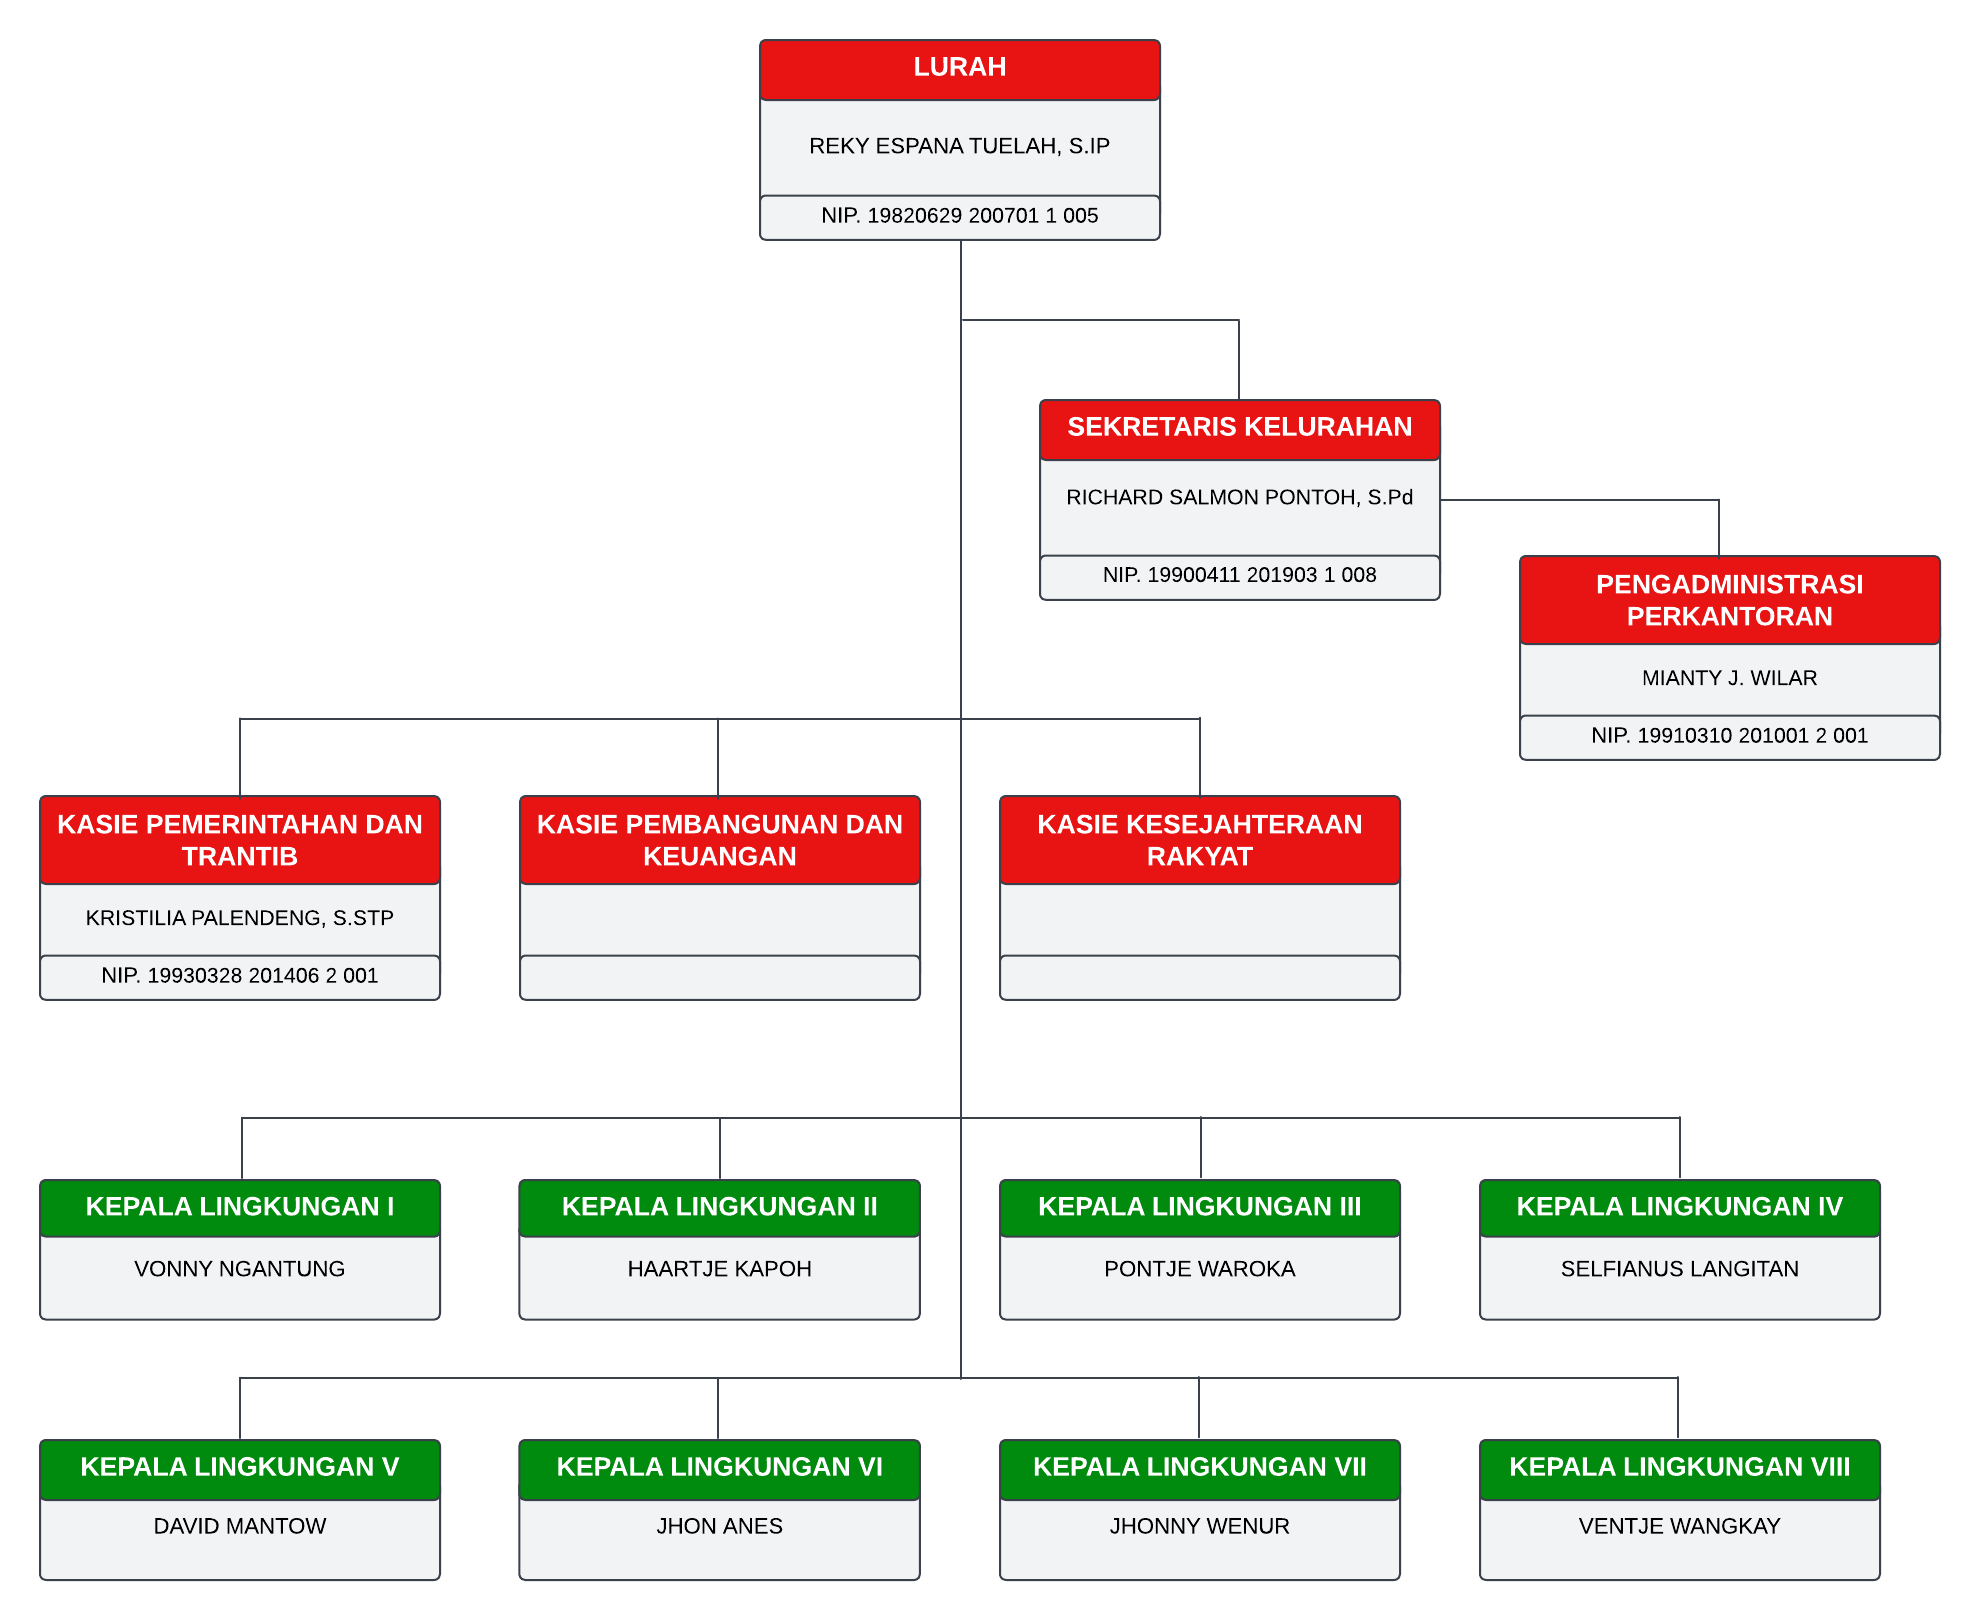 LURAH
REKY ESPANA TUELAH, S.IP
NIP. 19820629 200701 1 005
SEKRETARIS KELURAHAN
RICHARD SALMON PONTOH, S.Pd
NIP. 19900411 201903 1 008
PENGADMINISTRASI
PERKANTORAN
MIANTY J. WILAR
NIP. 19910310 201001 2 001
KASIE PEMERINTAHAN DAN
TRANTIB
KRISTILIA PALENDENG, S.STP
NIP. 19930328 201406 2 001
KASIE PEMBANGUNAN DAN
KEUANGAN
KASIE KESEJAHTERAAN
RAKYAT
KEPALA LINGKUNGAN I
VONNY NGANTUNG
KEPALA LINGKUNGAN II
HAARTJE KAPOH
KEPALA LINGKUNGAN III
PONTJE WAROKA
KEPALA LINGKUNGAN IV
SELFIANUS LANGITAN
KEPALA LINGKUNGAN V
DAVID MANTOW
KEPALA LINGKUNGAN VI
JHON ANES
KEPALA LINGKUNGAN VII
JHONNY WENUR
KEPALA LINGKUNGAN VIII
VENTJE WANGKAY